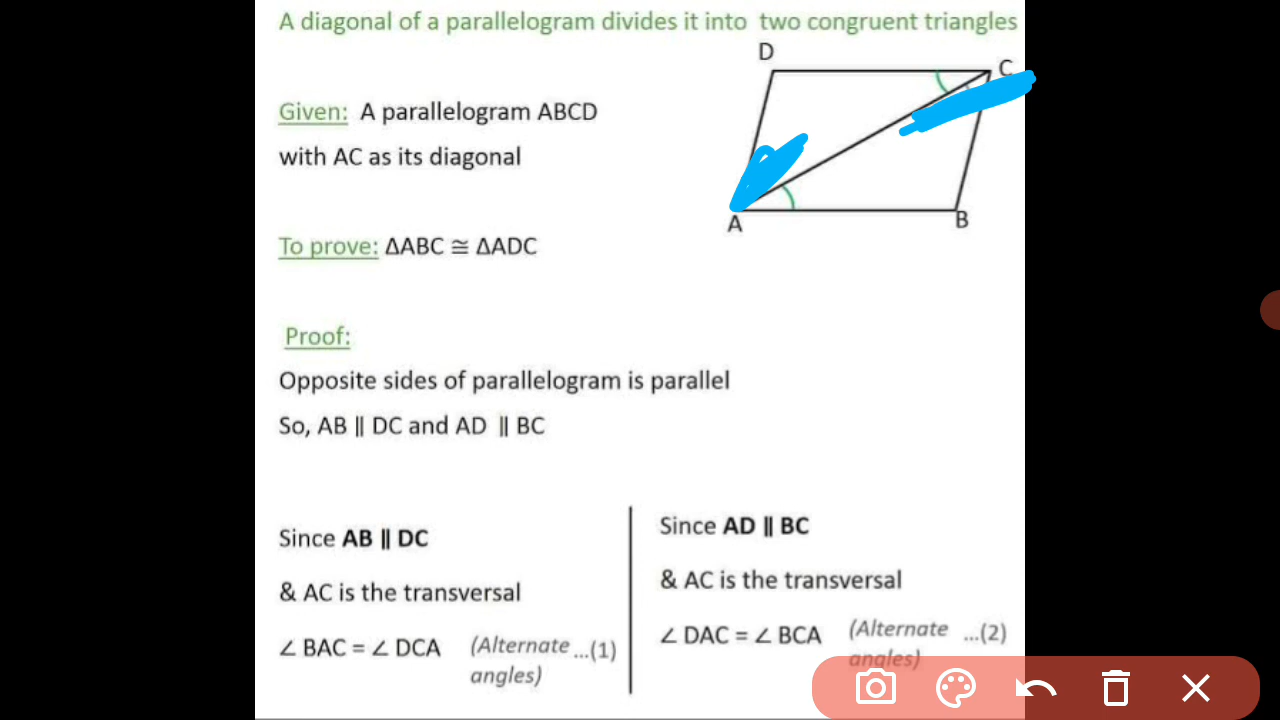 A diagonal of a parallelogram divides it into two congruent triangles
D
C
Given: A parallelogram ABCD
with AC as its diagonal
A
B
To prove: ΔABC ≅ ΔADC
Proof:
Opposite sides of parallelogram is parallel
So, AB || DC and AD || BC
Since AB || DC
& AC is the transversal
∠ BAC = ∠ DCA (Alternate angles) ...(1)
Since AD || BC
& AC is the transversal
∠ DAC = ∠ BCA (Alternate angles) ...(2)